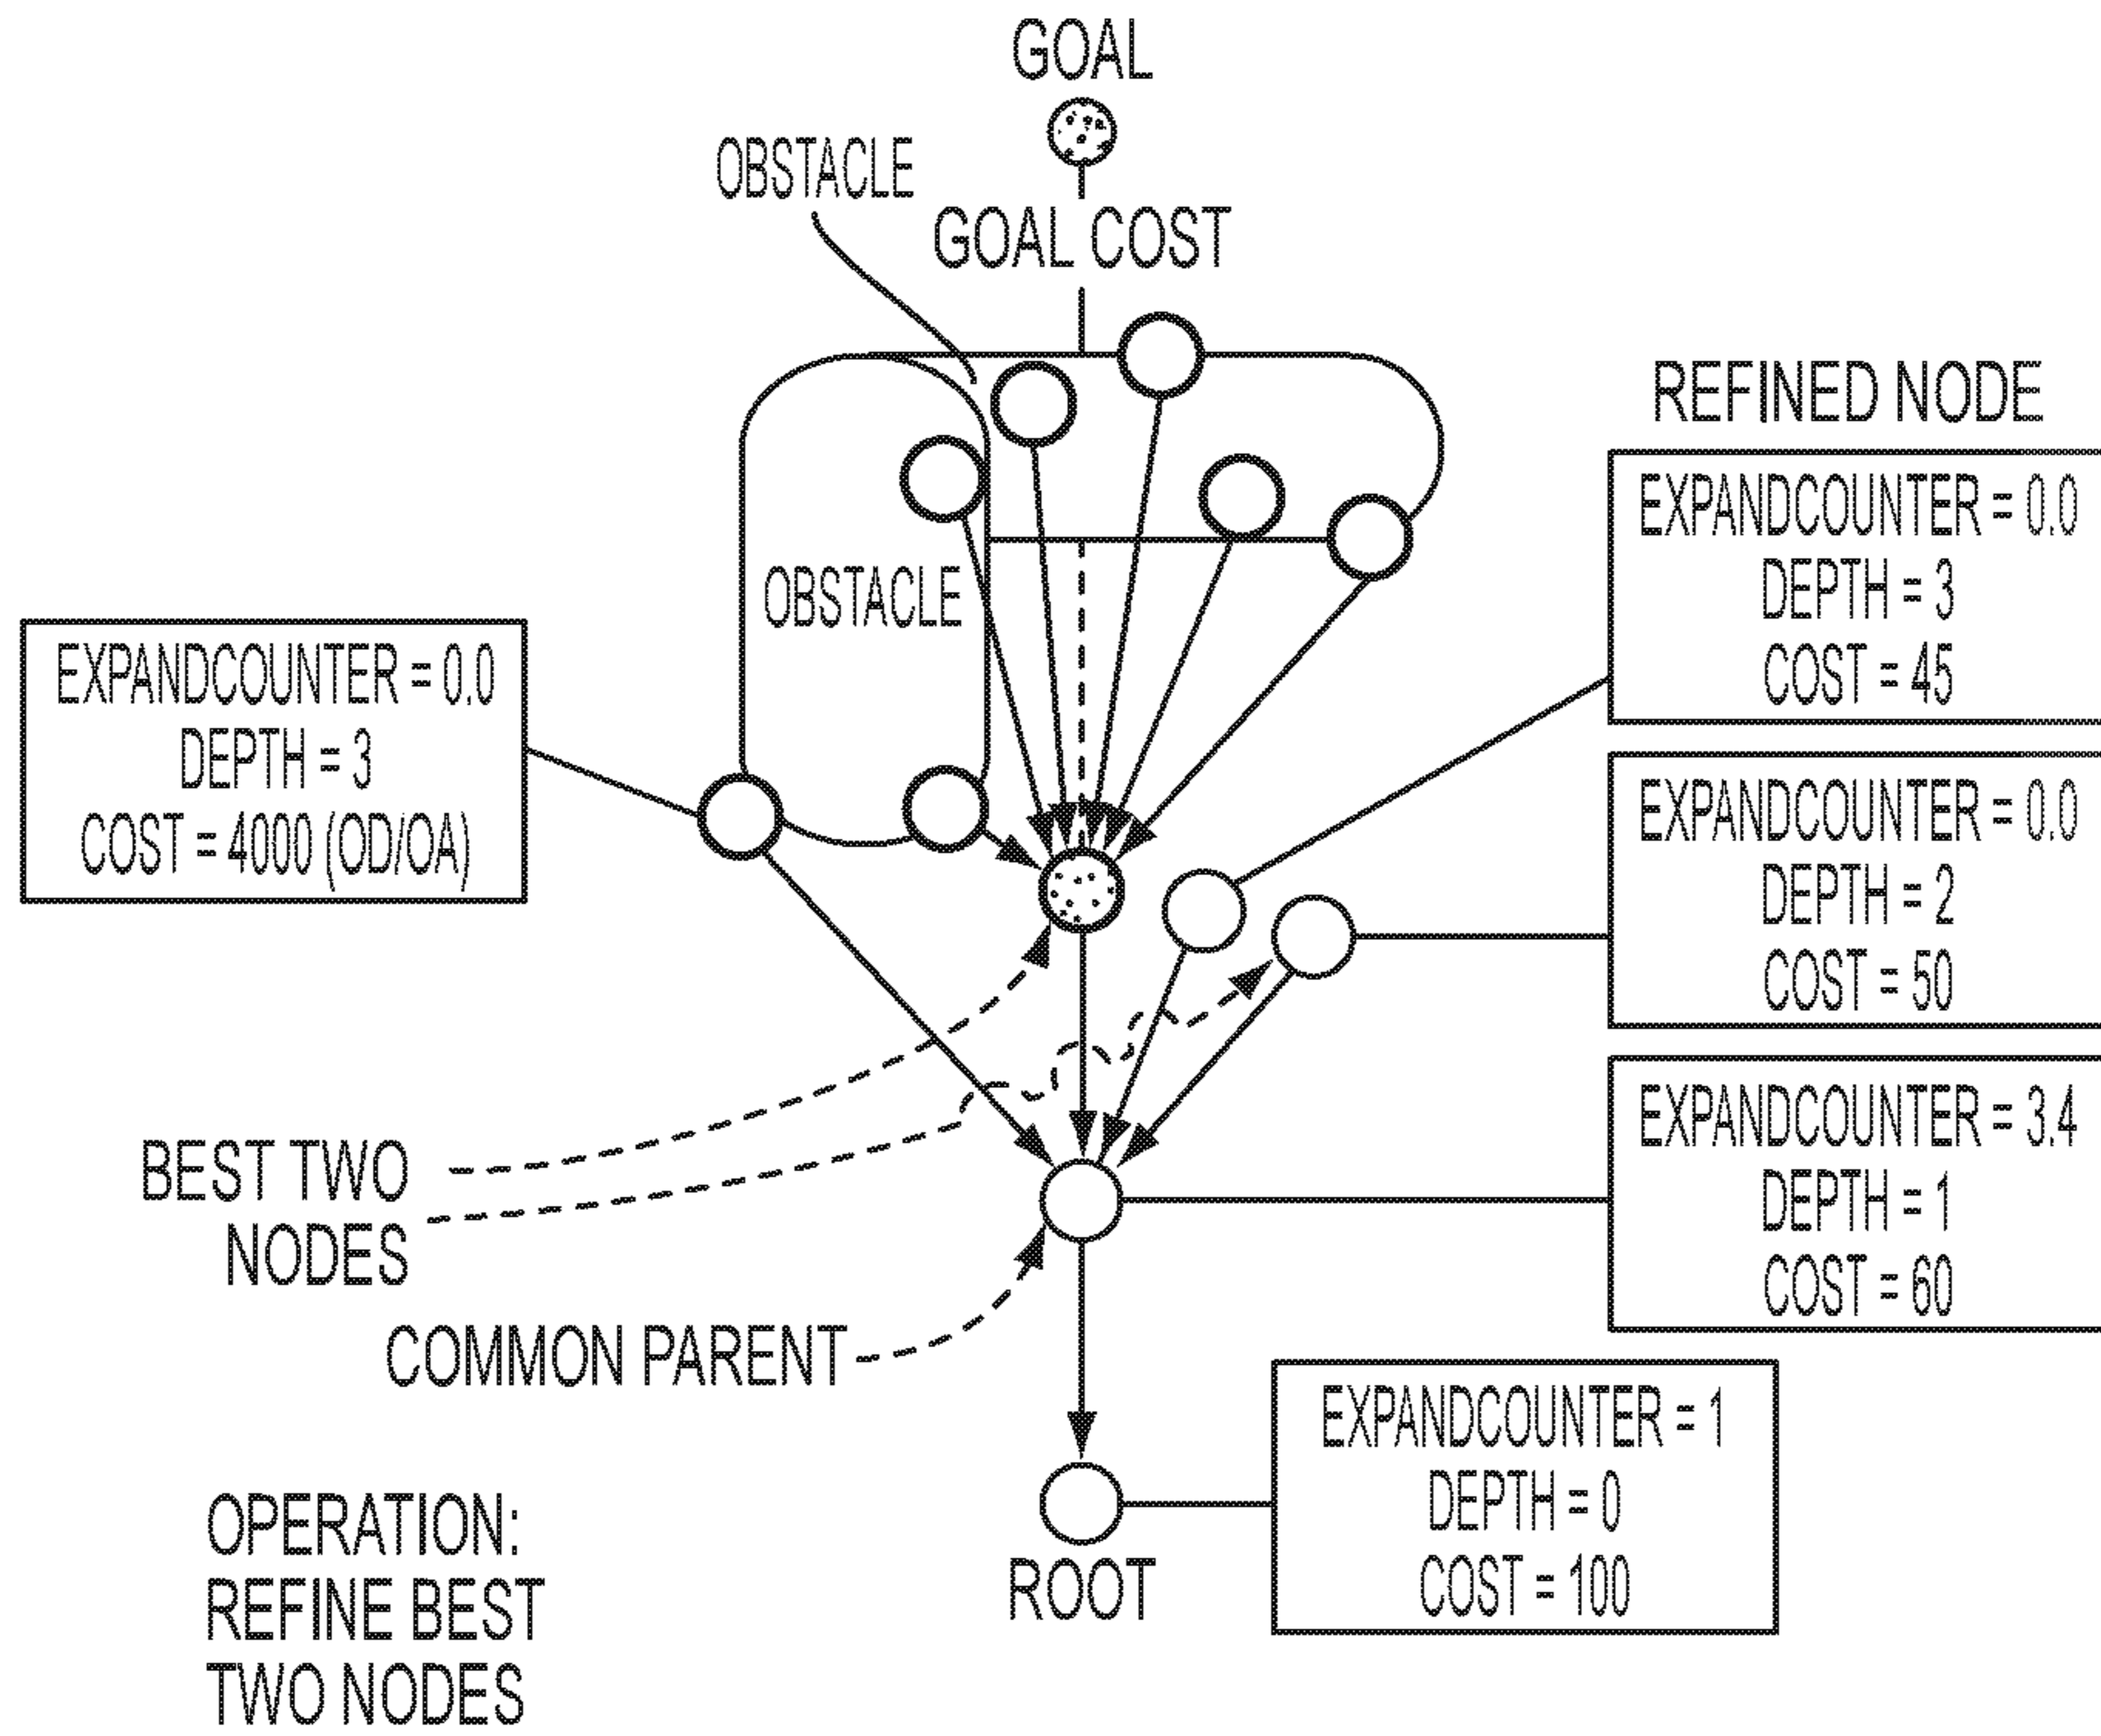 GOAL
OBSTACLE
GOAL COST
REFINED NODE
EXPANDCOUNTER = 0.0
DEPTH = 3
COST = 45
OBSTACLE
EXPANDCOUNTER = 0.0
DEPTH = 3
COST = 4000 (OD/OA)
EXPANDCOUNTER = 0.0
DEPTH = 2
COST = 50
EXPANDCOUNTER = 3.4
DEPTH = 1
COST = 60
BEST TWO
NODES
COMMON PARENT
EXPANDCOUNTER = 1
DEPTH = 0
COST = 100
ROOT
OPERATION:
REFINE BEST
TWO NODES